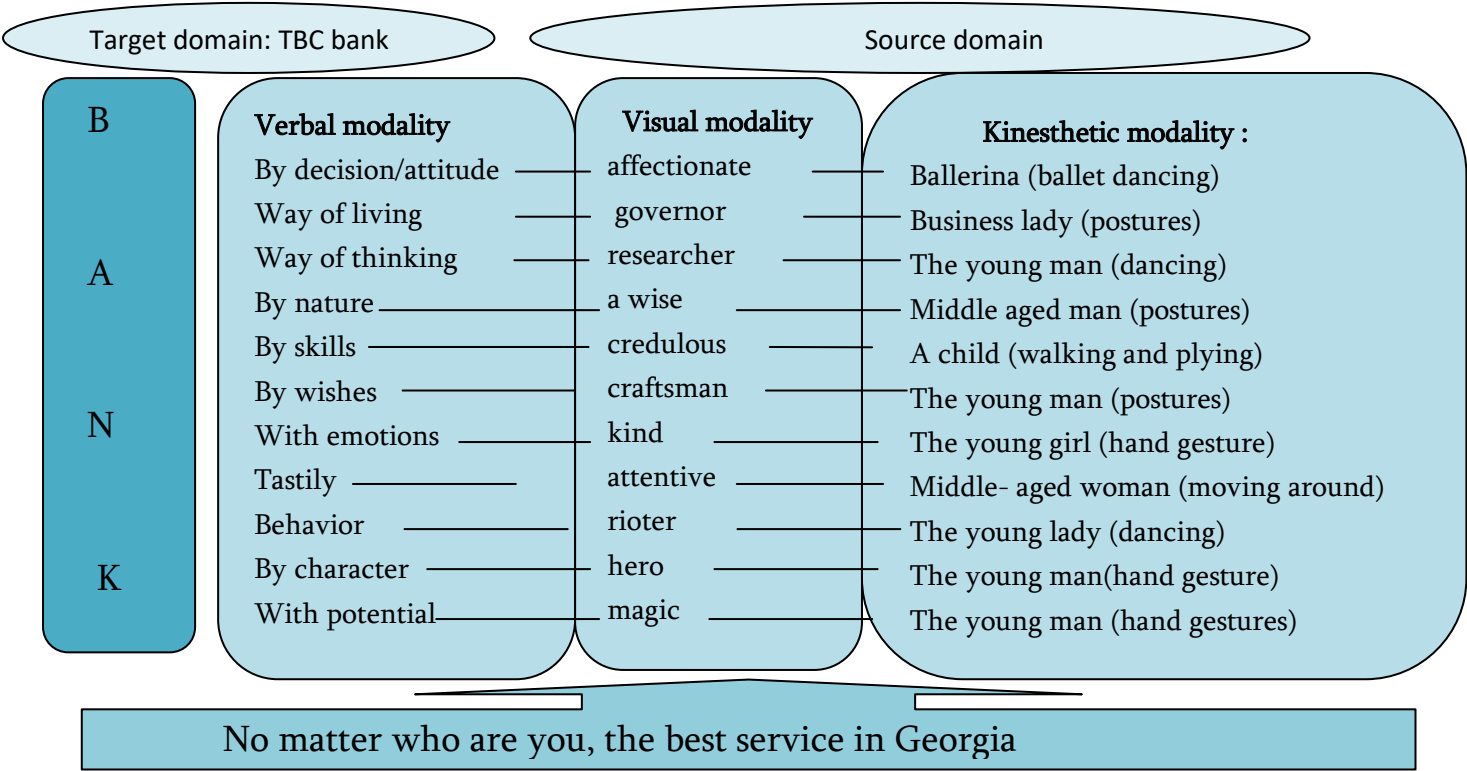 Target domain: TBC bank
Source domain
B
A
N
K
Verbal modality
By decision/attitude
Way of living
Way of thinking
By nature
By skills
By wishes
With emotions
Tastily
Behavior
By character
With potential
Visual modality
affectionate
governor
researcher
a wise
credulous
craftsman
kind
attentive
rioter
hero
magic
Kinesthetic modality :
Ballerina (ballet dancing)
Business lady (postures)
The young man (dancing)
Middle aged man (postures)
A child (walking and plying)
The young man (postures)
The young girl (hand gesture)
Middle- aged woman (moving around)
The young lady (dancing)
The young man(hand gesture)
The young man (hand gestures)
No matter who are you, the best service in Georgia